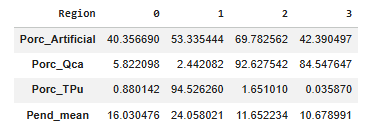 Region 0 1 2 3
Porc_Artificial 40.356690 53.335444 69.782562 42.390497
Porc_Qca 5.822098 2.442082 92.627542 84.547647
Porc_TPu 0.880142 94.526260 1.651010 0.035870
Pend_mean 16.030476 24.058021 11.652234 10.678991